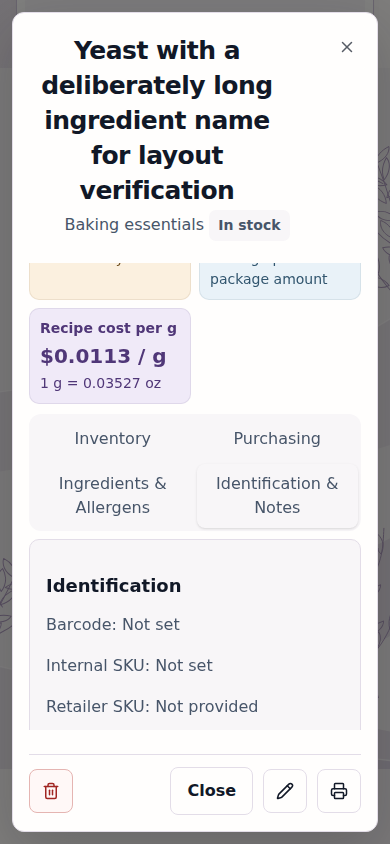 Yeast with a
deliberately long
ingredient name
for layout
verification
Baking essentials In stock
package amount
Recipe cost per g
$0.0113 / g
1 g = 0.03527 oz
Inventory
Purchasing
Ingredients &
Allergens
Identification &
Notes
Identification
Barcode: Not set
Internal SKU: Not set
Retailer SKU: Not provided
Close